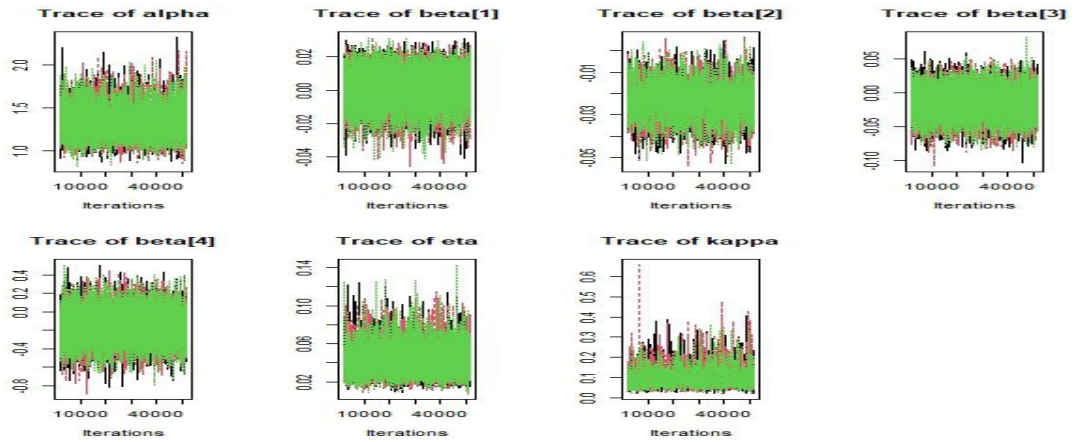 Trace of alpha
Trace of beta[1]
Trace of beta[2]
Trace of beta[3]
2.0
1.5
1.0
0.02
0.00
-0.02
-0.04
-0.01
-0.03
-0.05
0.05
0.00
-0.05
-0.10
10000 40000
10000 40000
10000 40000
10000 40000
Iterations
Iterations
Iterations
Iterations
Trace of beta[4]
Trace of eta
Trace of kappa
0.4
0.2
0.0
-0.4
-0.8
0.14
0.10
0.06
0.02
0.6
0.5
0.4
0.3
0.2
0.1
0.0
10000 40000
10000 40000
10000 40000
Iterations
Iterations
Iterations